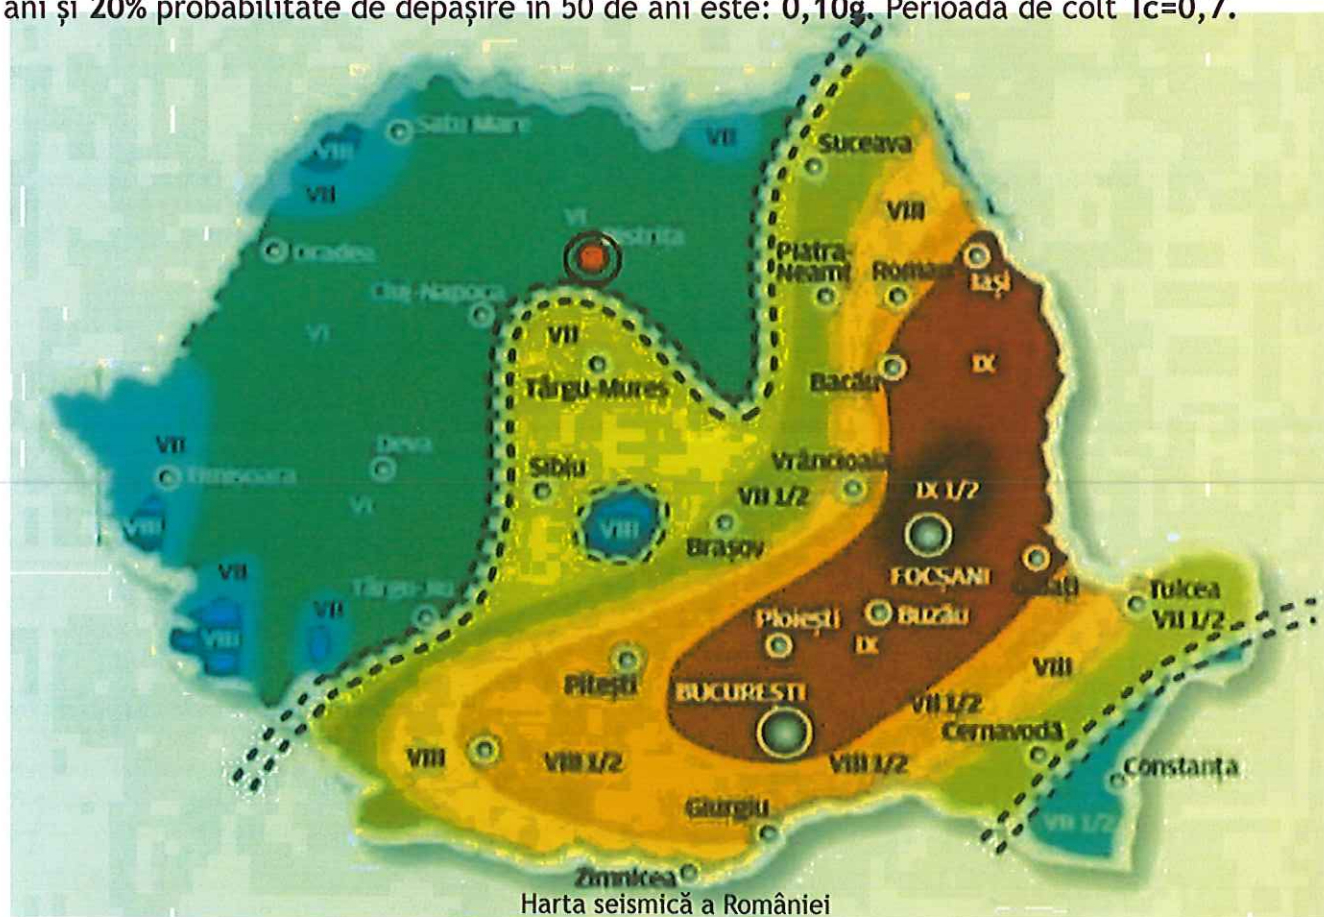 ani și 20% probabilitate de depășire în 50 de ani este: 0,10g. Perioada de colt Tc=0,7.
Satu Mare
VIII
VII
VII
Suceava
VI
VIII
Oradea
Piatra-
Neamț
Roman
Iași
Cluj-Napoca
VI
VII
Târgu-Mureș
Bacău
IX
VII
Timișoara
Deva
Sibiu
Vrâncioaia
VI
VIII
VII 1/2
IX 1/2
VIII
Brașov
FOCȘANI
VII
VII
Târgu-Jiu
Tulcea
VII 1/2
VIII
Ploiești
Buzău
IX
Pitești
BUCUREȘTI
VIII
VII 1/2
Cernavodă
VIII
VIII 1/2
VIII 1/2
Constanța
Giurgiu
VII 1/2
Zimnicea
Harta seismică a României